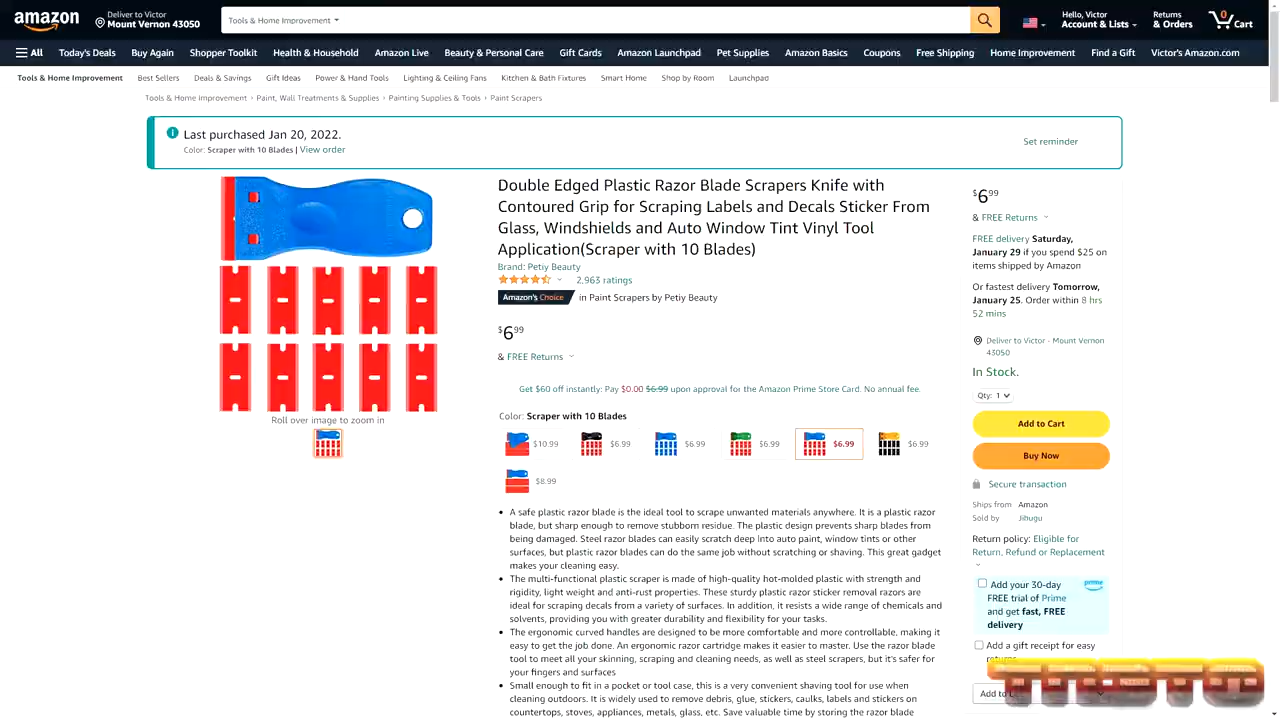 amazon
Deliver to Victor
Mount Vernon 43050
Tools & Home Improvement
Hello, Victor
Account & Lists
Returns
& Orders
0
Cart
All
Today's Deals
Buy Again
Shopper Toolkit
Health & Household
AmazonLive
Beauty & Personal Care
Gift Cards
Amazon Launchpad
Pet Supplies
Amazon Basics
Coupons
Free Shipping
Home Improvement
Find a Gift
Victor's Amazon.com
Tools & Home Improvement
Best Sellers
Deals & Savings
Gift Ideas
Power & Hand Tools
Lighting & Ceiling Fans
Kitchen & Bath Fixtures
Smart Home
Shop by Room
Launchpad
Tools & Home Improvement › Paint, Wall Treatments & Supplies › Painting Supplies & Tools › Paint Scrapers
Last purchased Jan 20, 2022.
Color: Scraper with 10 Blades | View order
Set reminder
Double Edged Plastic Razor Blade Scrapers Knife with
Contoured Grip for Scraping Labels and Decals Sticker From
Glass, Windshields and Auto Window Tint Vinyl Tool
Application(Scraper with 10 Blades)
Brand: Petiy Beauty
2,963 ratings
Amazon's Choice in Paint Scrapers by Petiy Beauty
$6.99
& FREE Returns
Get $60 off instantly: Pay $0.00 $6.99 upon approval for the Amazon Prime Store Card. No annual fee.
Color: Scraper with 10 Blades
$10.99
$6.99
$6.99
$6.99
$6.99
$6.99
$8.99
Roll over image to zoom in
A safe plastic razor blade is the ideal tool to scrape unwanted materials anywhere. It is a plastic razor
blade, but sharp enough to remove stubborn residue. The plastic design prevents sharp blades from
being damaged. Steel razor blades can easily scratch deep into auto paint, window tints or other
surfaces, but plastic razor blades can do the same job without scratching or shaving. This great gadget
makes your cleaning easy.
The multi-functional plastic scraper is made of high-quality hot-molded plastic with strength and
rigidity, light weight and anti-rust properties. These sturdy plastic razor sticker removal razors are
ideal for scraping decals from a variety of surfaces. In addition, it resists a wide range of chemicals and
solvents, providing you with greater durability and flexibility for your tasks.
The ergonomic curved handles are designed to be more comfortable and more controllable, making it
easy to get the job done. An ergonomic razor cartridge makes it easier to master. Use the razor blade
tool to meet all your skinning, scraping and cleaning needs, as well as steel scrapers, but it's safer for
your fingers and surfaces
Small enough to fit in a pocket or tool case, this is a very convenient shaving tool for use when
cleaning outdoors. It is widely used to remove debris, glue, stickers, caulks, labels and stickers on
countertops, stoves, appliances, metals, glass, etc. Save valuable time by storing the razor blade
$6.99
& FREE Returns
FREE delivery Saturday,
January 29 if you spend $25 on
items shipped by Amazon
Or fastest delivery Tomorrow,
January 25. Order within 8 hrs
52 mins
Deliver to Victor - Mount Vernon
43050
In Stock.
Qty: 1
Add to Cart
Buy Now
Secure transaction
Ships from Amazon
Sold by Jihugu
Return policy: Eligible for
Return, Refund or Replacement
Add your 30-day
FREE trial of Prime
and get fast, FREE
delivery
prime
Add a gift receipt for easy
returns
Add to